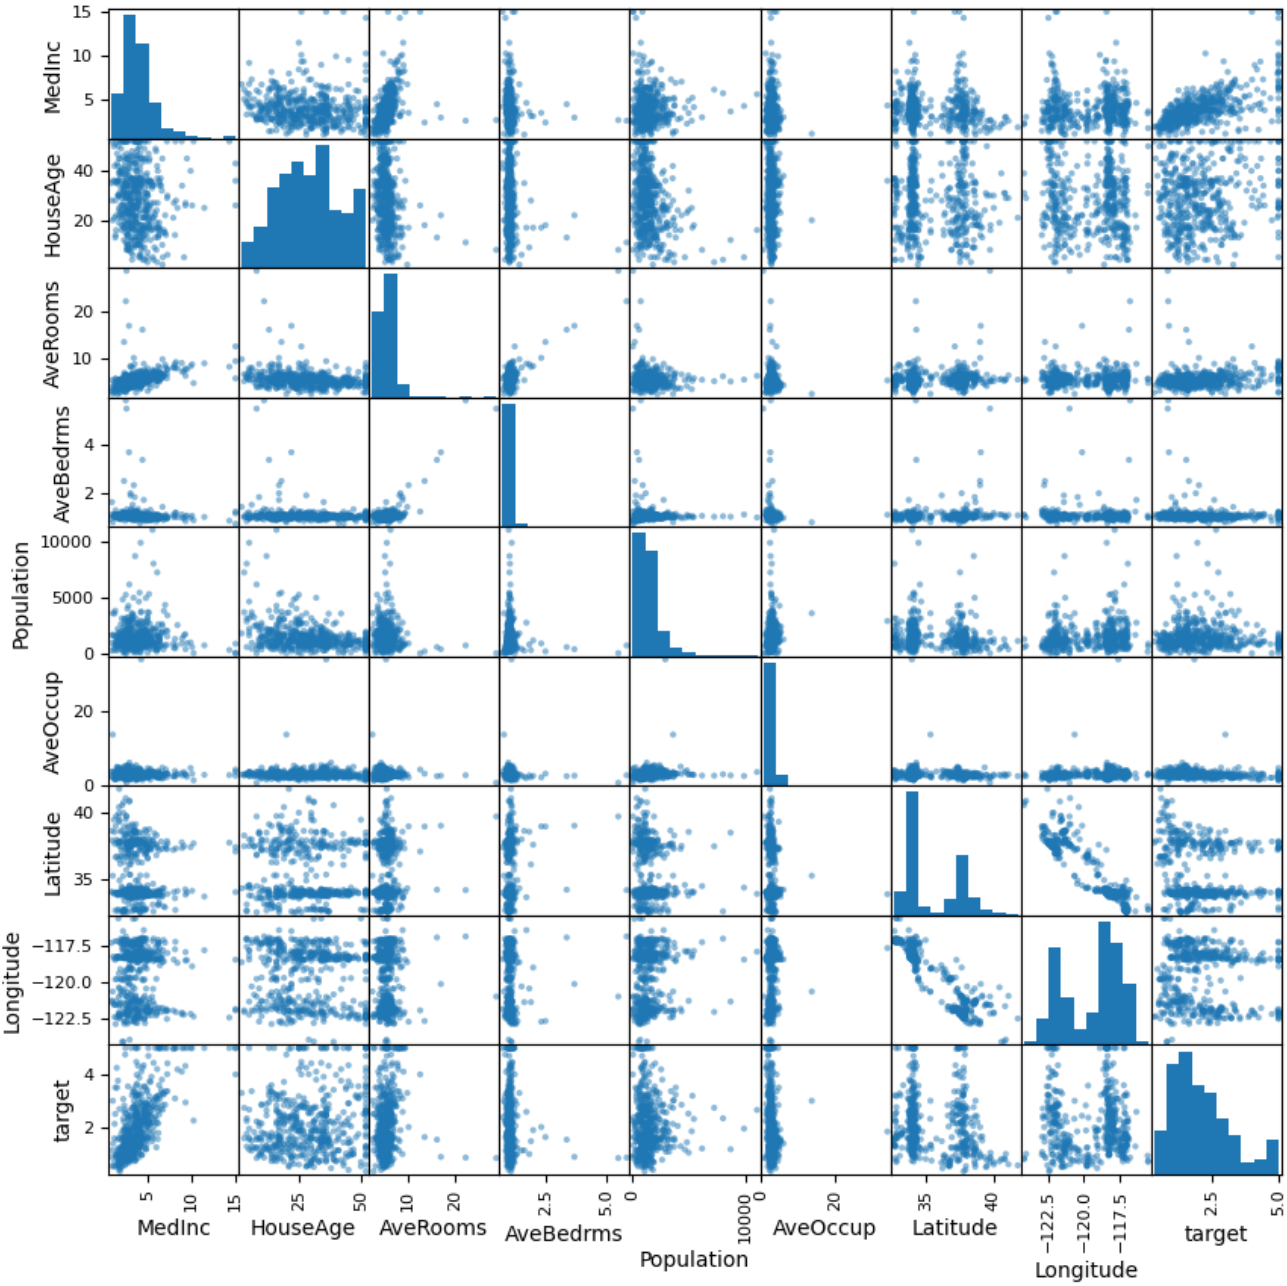 MedInc
15
10
5
HouseAge
40
20
AveRooms
20
10
AveBedrms
4
2
Population
10000
5000
0
AveOccup
20
0
Latitude
40
35
Longitude
−117.5
−120.0
−122.5
target
4
2
5 10 15 25 50 10 20 2.5 5.0 0 10000 0 20 35 40 −122.5 −120.0 −117.5 2.5 5.0
MedInc HouseAge AveRooms AveBedrms Population AveOccup Latitude Longitude target